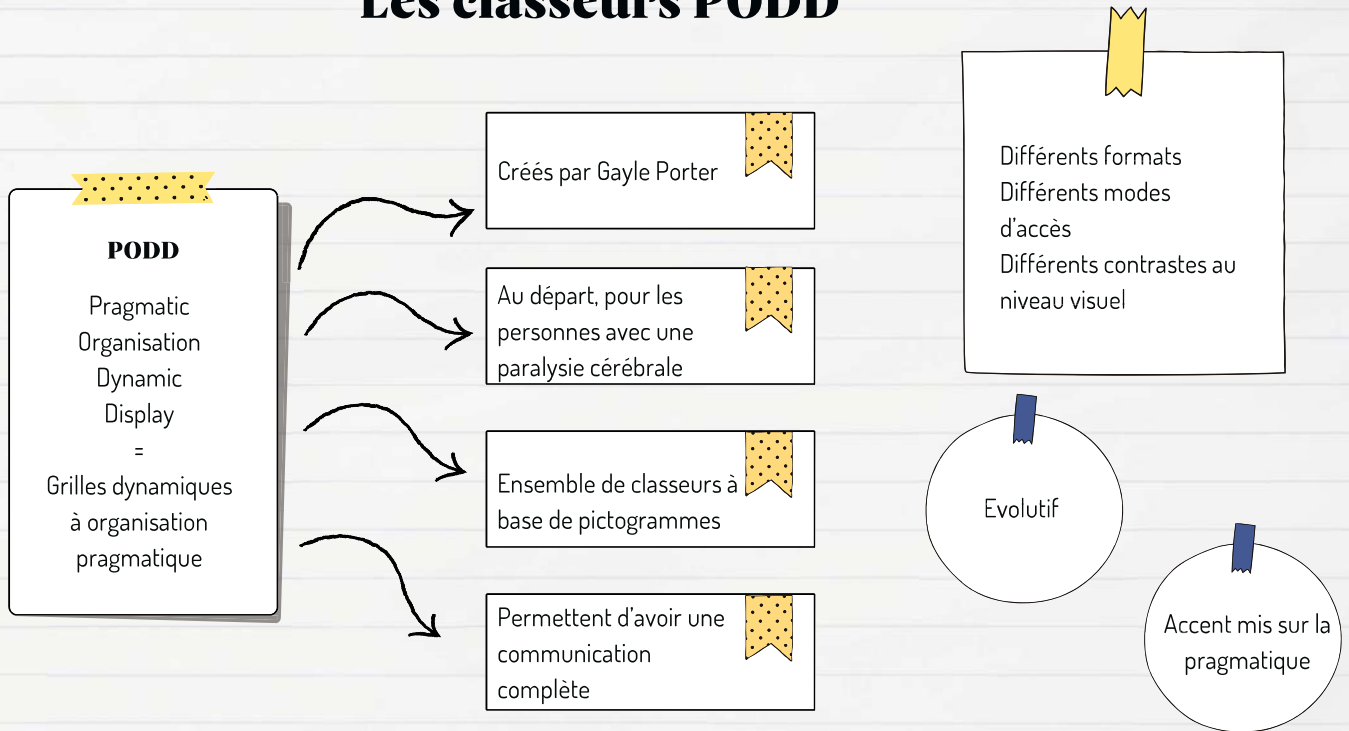 Les classeurs PODD
PODD
Pragmatic
Organisation
Dynamic
Display
=
Grilles dynamiques
à organisation
pragmatique
Créés par Gayle Porter
Au départ, pour les
personnes avec une
paralysie cérébrale
Ensemble de classeurs à
base de pictogrammes
Permettent d'avoir une
communication
complète
Différents formats
Différents modes
d'accès
Différents contrastes au
niveau visuel
Evolutif
Accent mis sur la
pragmatique